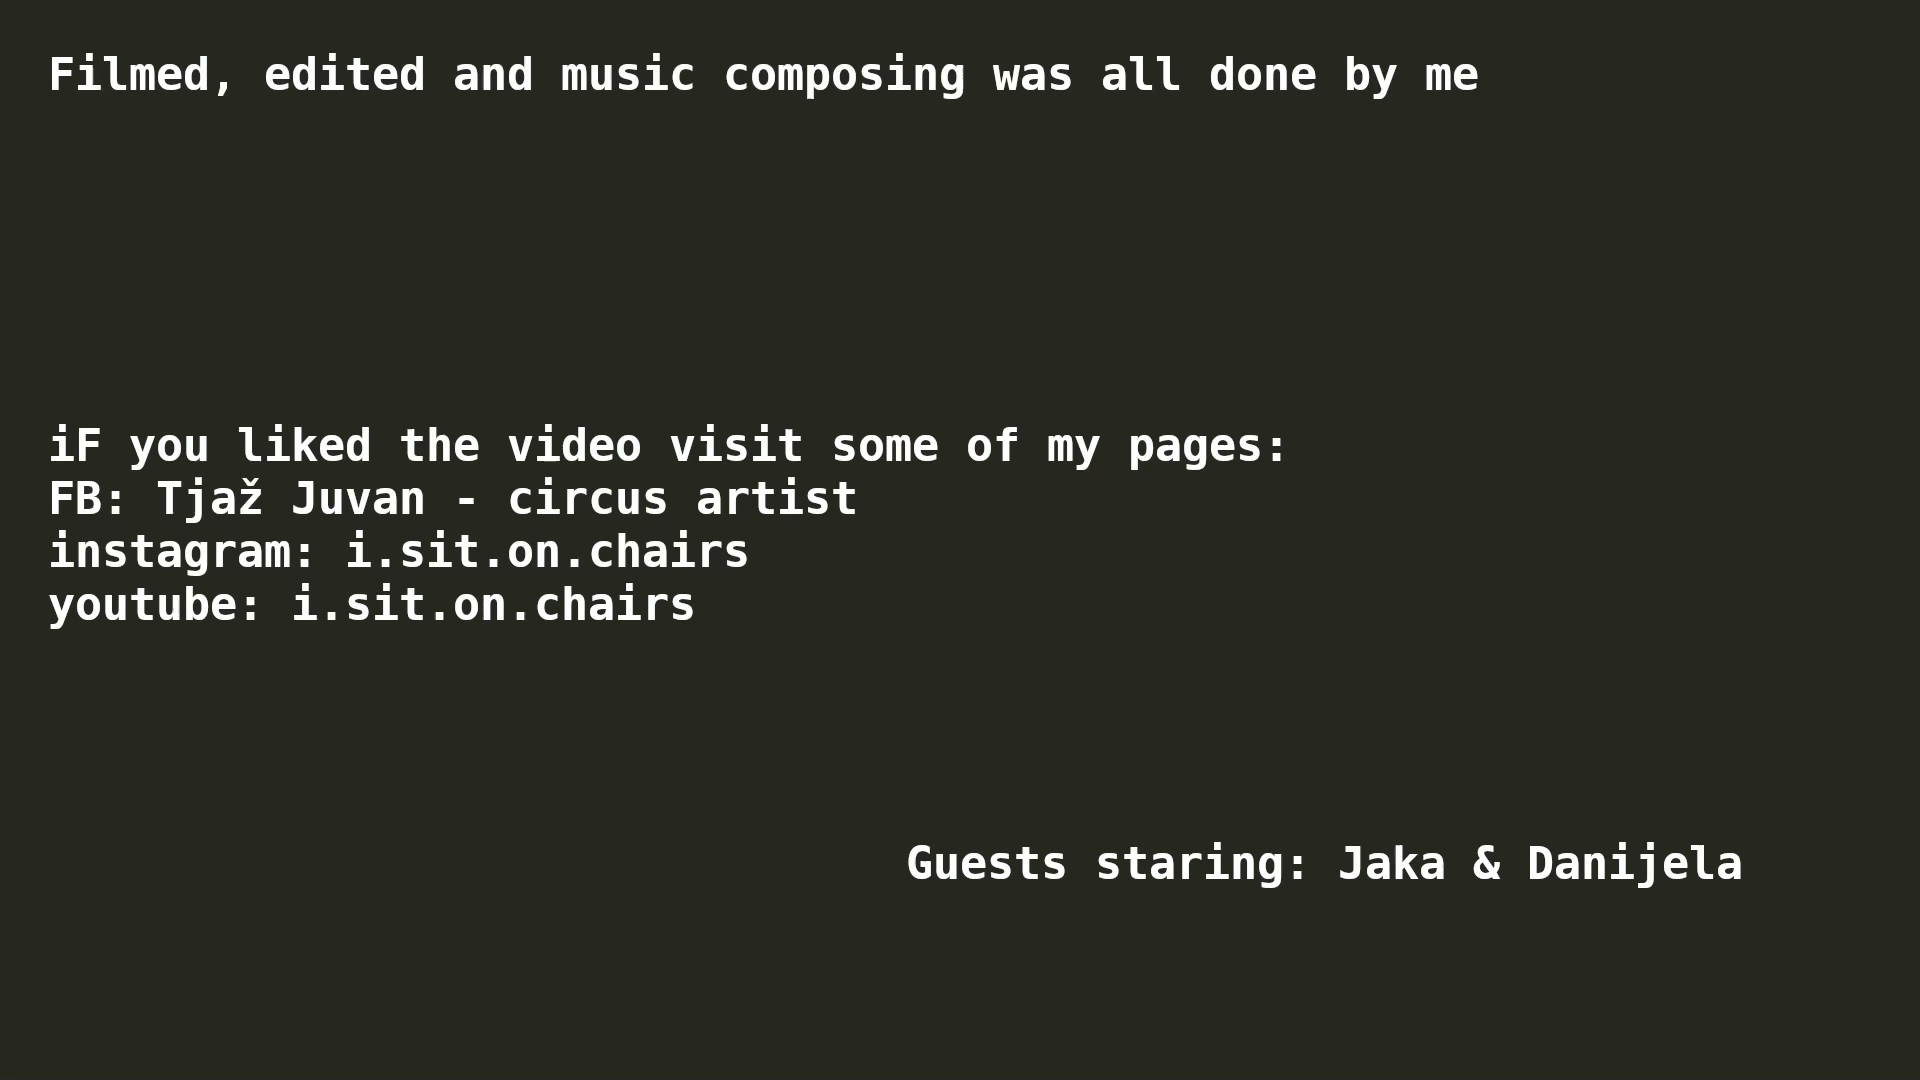 Filmed, edited and music composing was all done by me
iF you liked the video visit some of my pages:
FB: Tjaž Juvan - circus artist
instagram: i.sit.on.chairs
youtube: i.sit.on.chairs
Guests staring: Jaka & Danijela